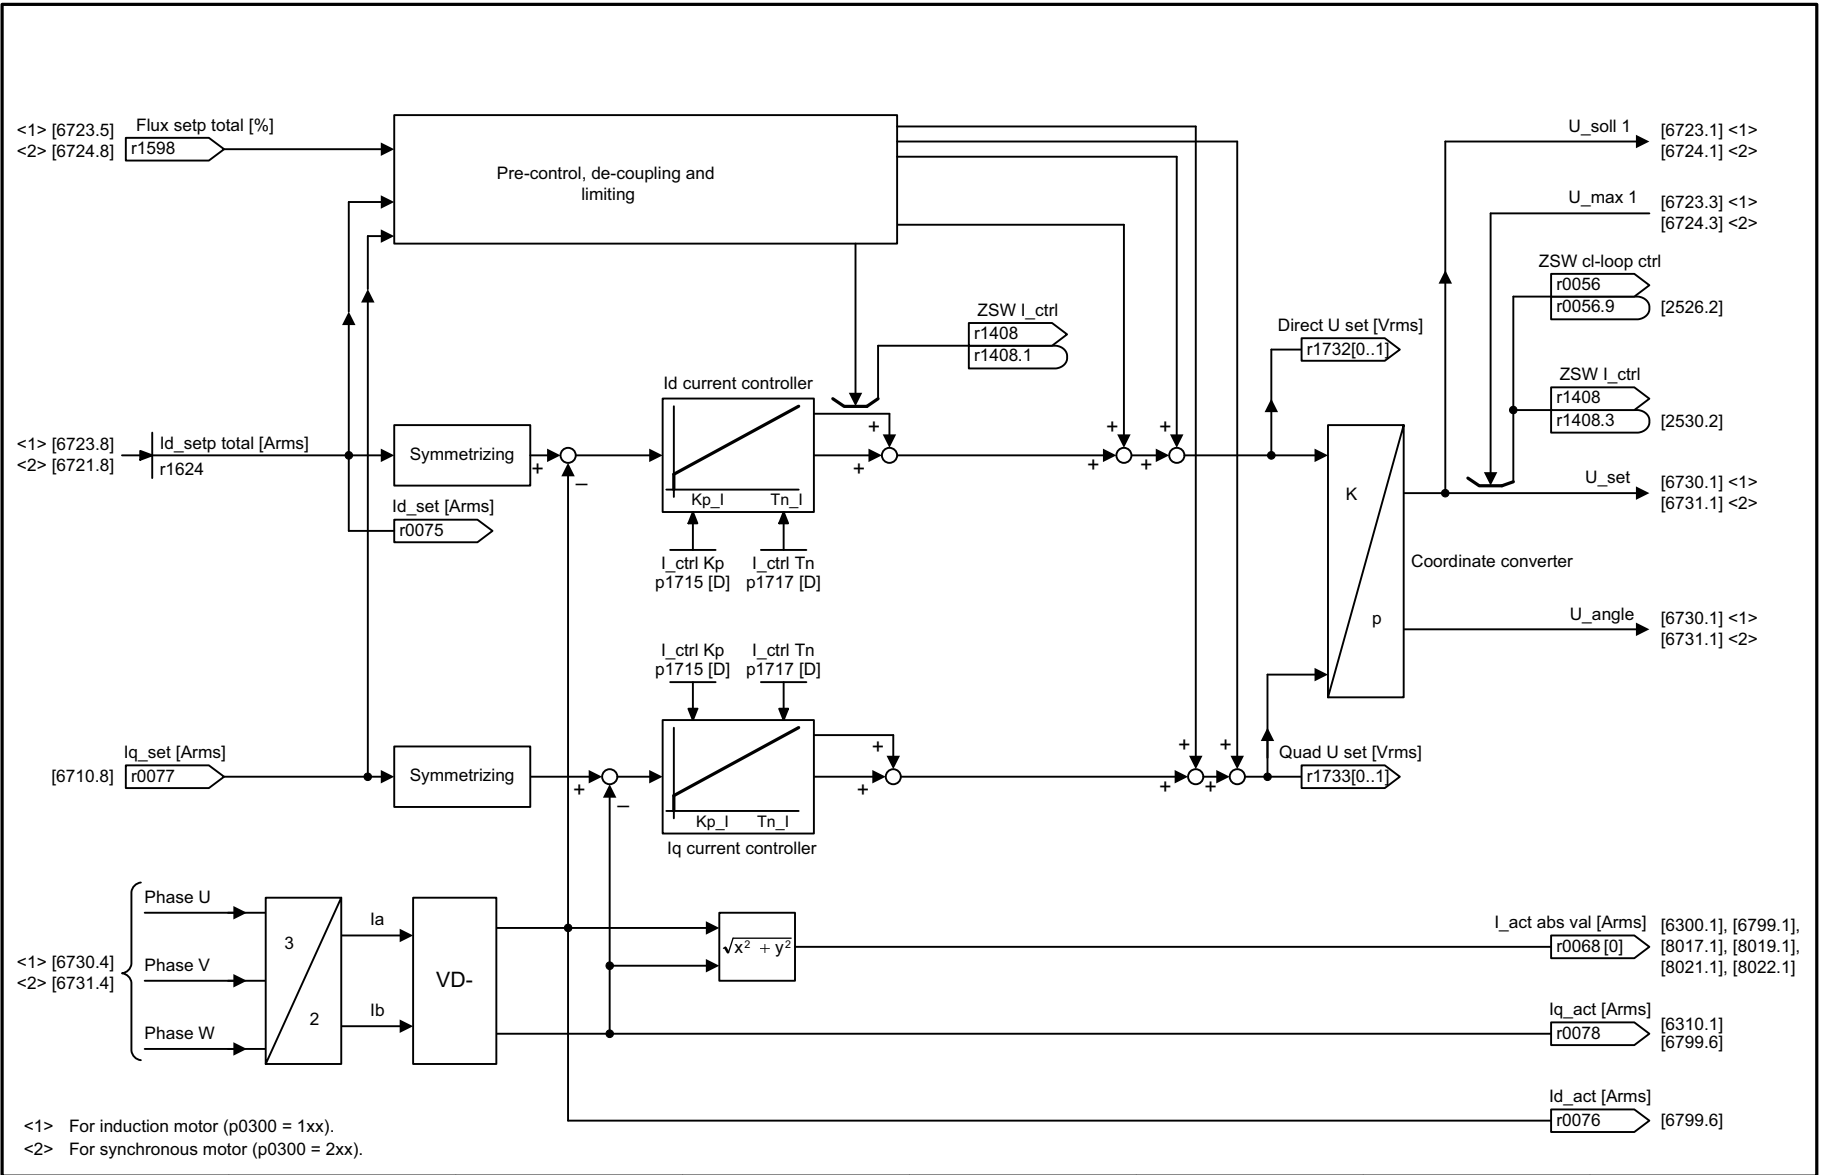 <1> [6723.5]
<2> [6724.8]
Flux setp total [%]
r1598
Pre-control, de-coupling and
limiting
U_soll 1
[6723.1] <1>
[6724.1] <2>
U_max 1
[6723.3] <1>
[6724.3] <2>
ZSW cl-loop ctrl
r0056
r0056.9
[2526.2]
ZSW I_ctrl
r1408
r1408.1
Direct U set [Vrms]
r1732[0..1]
ZSW I_ctrl
r1408
r1408.3
[2530.2]
Id current controller
<1> [6723.8]
<2> [6721.8]
Id_setp total [Arms]
r1624
Symmetrizing
+
–
Kp_I
Tn_I
+
+
+
+
+
+
K
p
U_set
[6730.1] <1>
[6731.1] <2>
Id_set [Arms]
r0075
I_ctrl Kp
p1715 [D]
I_ctrl Tn
p1717 [D]
Coordinate converter
U_angle
[6730.1] <1>
[6731.1] <2>
I_ctrl Kp
p1715 [D]
I_ctrl Tn
p1717 [D]
Iq_set [Arms]
[6710.8]
r0077
Symmetrizing
+
–
Kp_I
Tn_I
Iq current controller
+
+
+
+
+
+
Quad U set [Vrms]
r1733[0..1]
<1> [6730.4]
<2> [6731.4]
Phase U
Phase V
Phase W
3
2
Ia
Ib
VD-
√x² + y²
I_act abs val [Arms]
r0068 [0]
[6300.1], [6799.1],
[8017.1], [8019.1],
[8021.1], [8022.1]
Iq_act [Arms]
r0078
[6310.1]
[6799.6]
Id_act [Arms]
r0076
[6799.6]
<1> For induction motor (p0300 = 1xx).
<2> For synchronous motor (p0300 = 2xx).